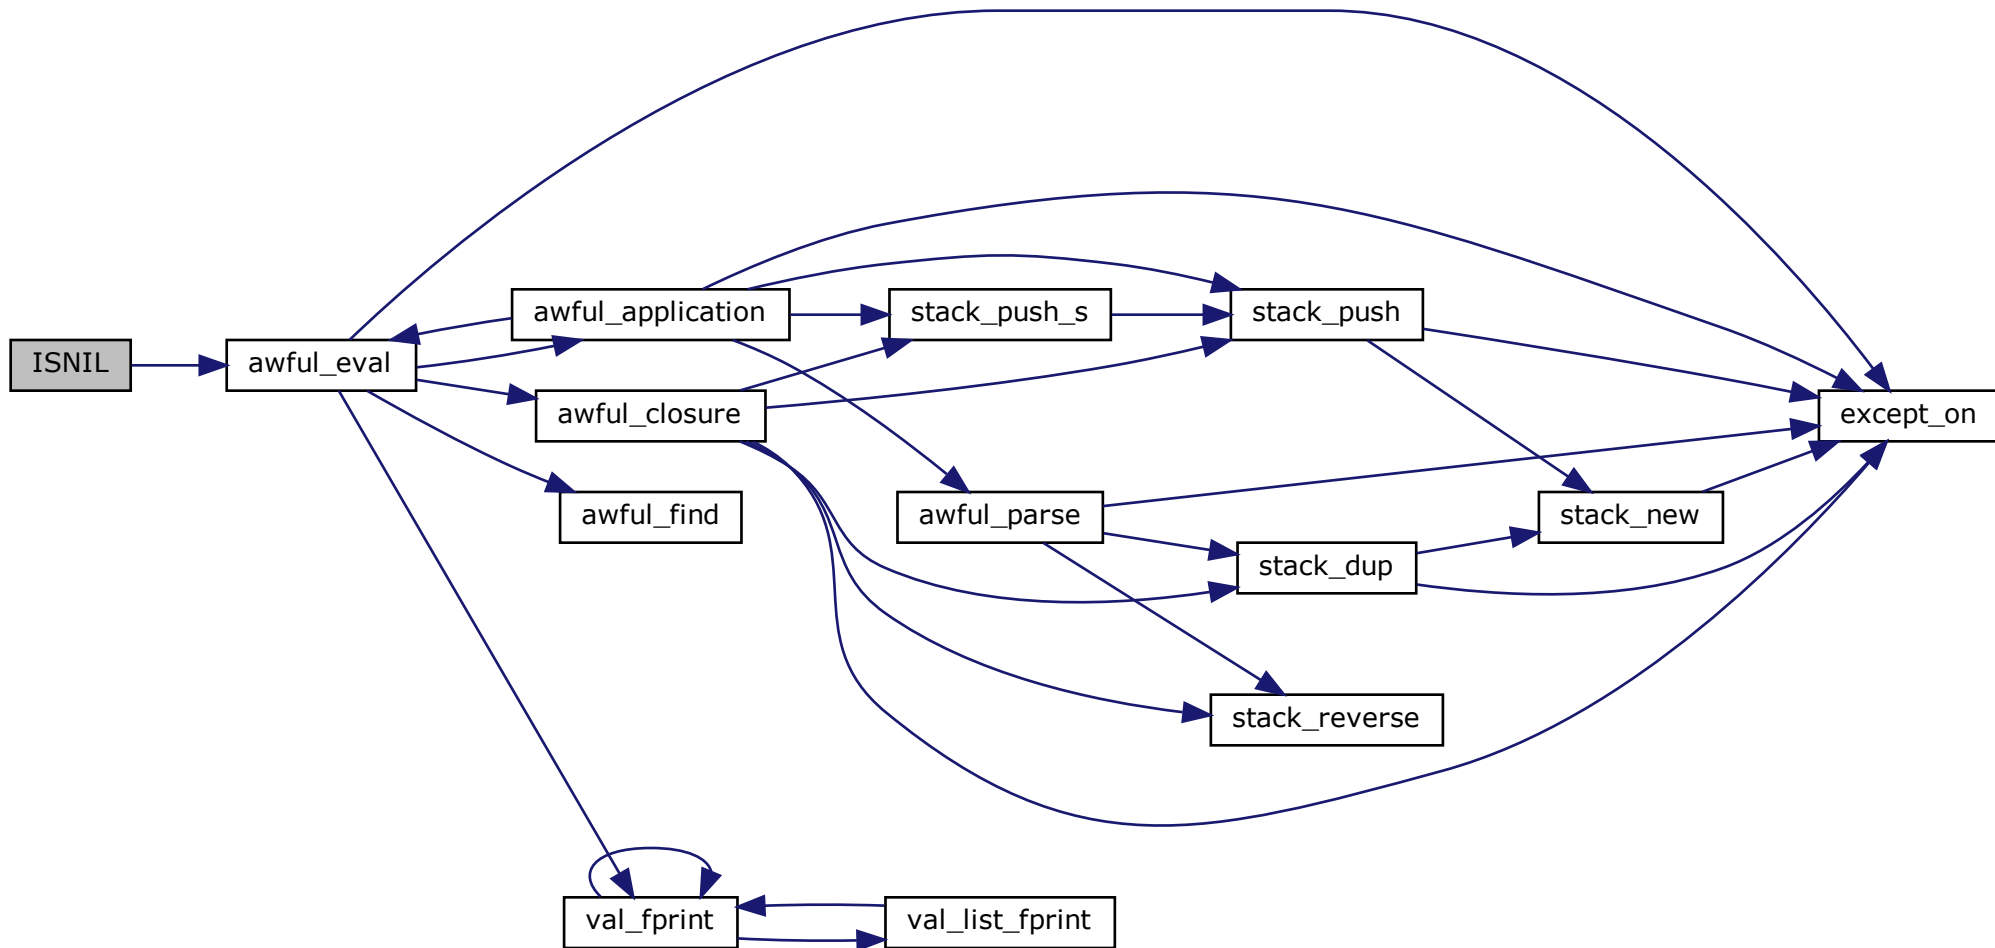 ISNIL
awful_eval
awful_application
awful_closure
awful_find
val_fprint
stack_push_s
awful_parse
val_list_fprint
stack_push
stack_dup
stack_reverse
stack_new
except_on